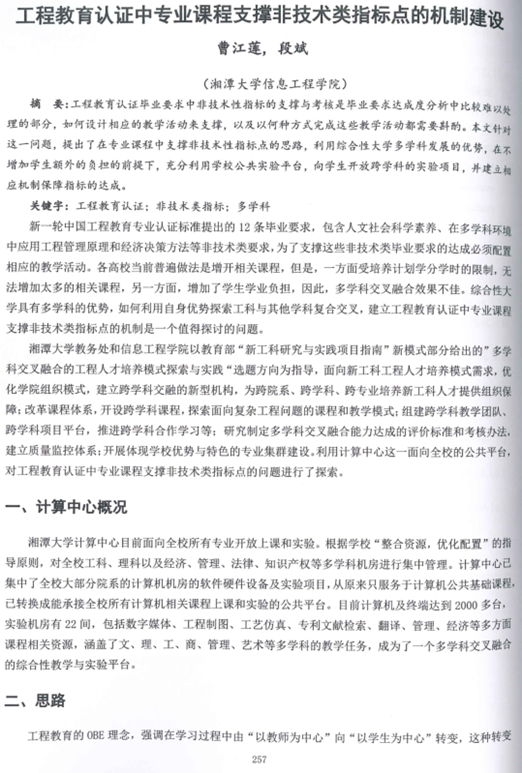 工程教育认证中专业课程支撑非技术类指标点的机制建设
曹江莲，段斌
（湘潭大学信息工程学院）
摘 要：工程教育认证毕业要求中非技术性指标的支撑与考核是毕业要求达成度分析中比较难以处
理的部分，如何设计相应的教学活动来支撑，以及以何种方式完成这些教学活动都需要斟酌。本文针对
这一问题，提出了在专业课程中支撑非技术性指标点的思路，利用综合性大学多学科发展的优势，在不
增加学生额外的负担的前提下，充分利用学校公共实验平台，向学生开放跨学科的实验项目，并建立相
应机制保障指标的达成。
关键字：工程教育认证；非技术类指标；多学科
新一轮中国工程教育专业认证标准提出的 12 条毕业要求，包含人文社会科学素养、在多学科环境
中应用工程管理原理和经济决策方法等非技术类要求，为了支撑这些非技术类毕业要求的达成必须配置
相应的教学活动。各高校当前普遍做法是增开相关课程，但是，一方面受培养计划学分学时的限制，无
法增加太多的相关课程，另一方面，增加了学生学业负担，因此，多学科交叉融合效果不佳。综合性大
学具有多学科的优势，如何利用自身优势探索工科与其他学科复合交叉，建立工程教育认证中专业课程
支撑非技术类指标点的机制是一个值得探讨的问题。
湘潭大学教务处和信息工程学院以教育部“新工科研究与实践项目指南”新模式部分给出的”多学
科交叉融合的工程人才培养模式探索与实践“选题方向为指导，面向新工科工程人才培养模式需求，优
化学院组织模式，建立跨学科交融的新型机构，为跨院系、跨学科、跨专业培养新工科人才提供组织保
障；改革课程体系，开设跨学科课程，探索面向复杂工程问题的课程和教学模式；组建跨学科教学团队、
跨学科项目平台，推进跨学科合作学习等；研究制定多学科交叉融合能力达成的评价标准和考核办法，
建立质量监控体系；开展体现学校优势与特色的专业集群建设。利用计算中心这一面向全校的公共平台，
对工程教育认证中专业课程支撑非技术类指标点的问题进行了探索。
一、计算中心概况
湘潭大学计算中心目前面向全校所有专业开放上课和实验。根据学校“整合资源，优化配置”的指
导原则，对全校工科、理科以及经济、管理、法律、知识产权等多学科机房进行集中管理。计算中心已
集中了全校大部分院系的计算机机房的软件硬件设备及实验项目，从原来只服务于计算机公共基础课程，
已转换成能承接全校所有计算机相关课程上课和实验的公共平台。目前计算机及终端达到 2000 多台，
实验机房有 22 间，包括数字媒体、工程制图、工艺仿真、专利文献检索、翻译、管理、经济等多方面
课程相关资源，涵盖了文、理、工、商、管理、艺术等多学科的教学任务，成为了一个多学科交叉融合
的综合性教学与实验平台。
二、思路
工程教育的 OBE 理念，强调在学习过程中由“以教师为中心”向“以学生为中心”转变，这种转变
257